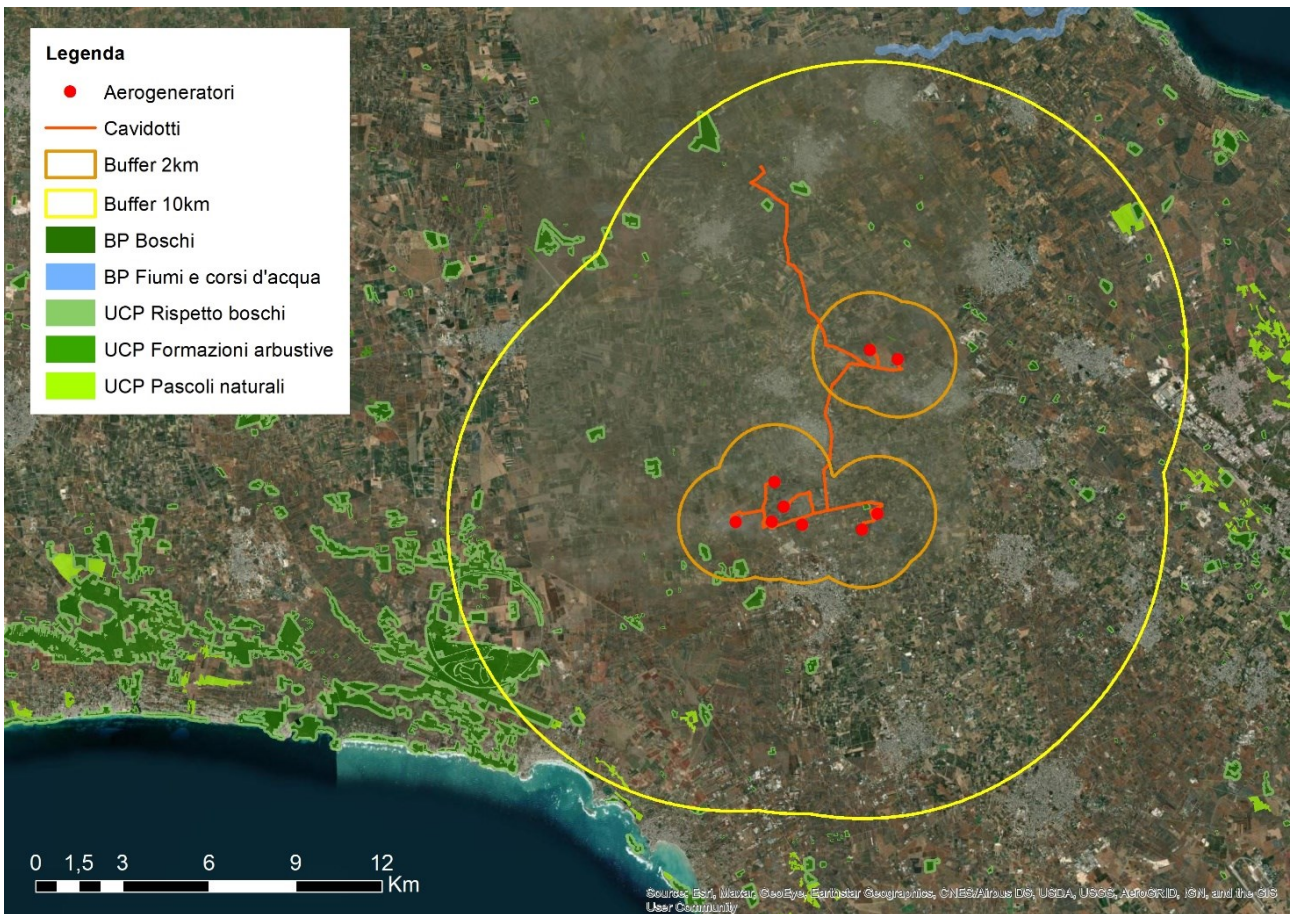 Legenda
Aerogeneratori
Cavidotti
Buffer 2km
Buffer 10km
BP Boschi
BP Fiumi e corsi d'acqua
UCP Rispetto boschi
UCP Formazioni arbustive
UCP Pascoli naturali
0 1,5 3 6 9 12
Km
Source: Esri, Maxar, GeoEye, Earthstar Geographics, CNES/Airbus DS, USDA, USGS, AeroGRID, IGN, and the GIS
User Community